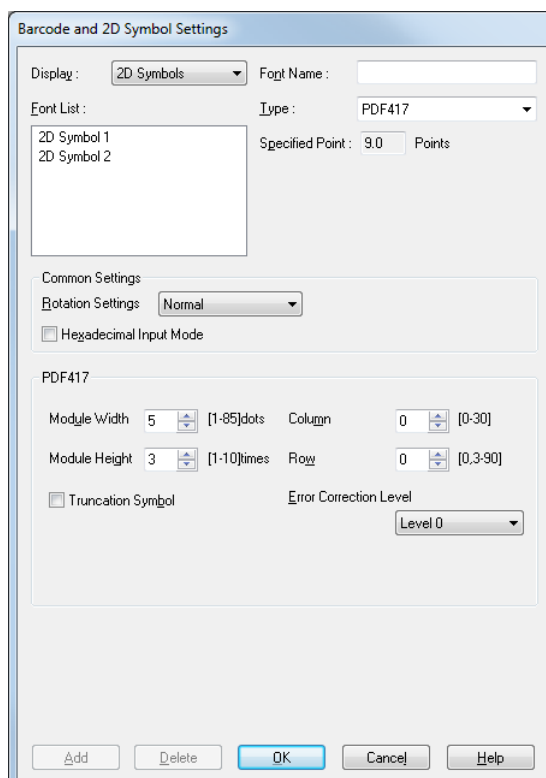 Barcode and 2D Symbol Settings
Display : 2D Symbols Font Name :
Font List : Type : PDF417
2D Symbol 1 Specified Point : 9.0 Points
2D Symbol 2
Common Settings
Rotation Settings Normal
Hexadecimal Input Mode
PDF417
Module Width 5 [1-85]dots Column 0 [0-30]
Module Height 3 [1-10]times Row 0 [0,3-90]
Truncation Symbol Error Correction Level
Level 0
Add Delete OK Cancel Help